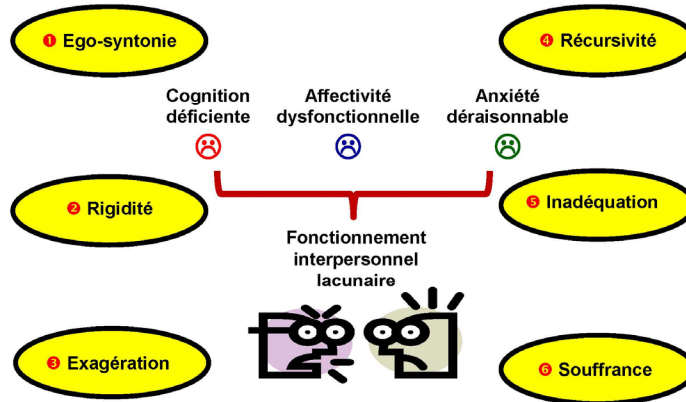 ❶ Ego-syntonie
❹ Récursivité
Cognition
déficiente
Affectivité
dysfonctionnelle
Anxiété
déraisonnable
❷ Rigidité
❺ Inadéquation
Fonctionnement
interpersonnel
lacunaire
❸ Exagération
❻ Souffrance